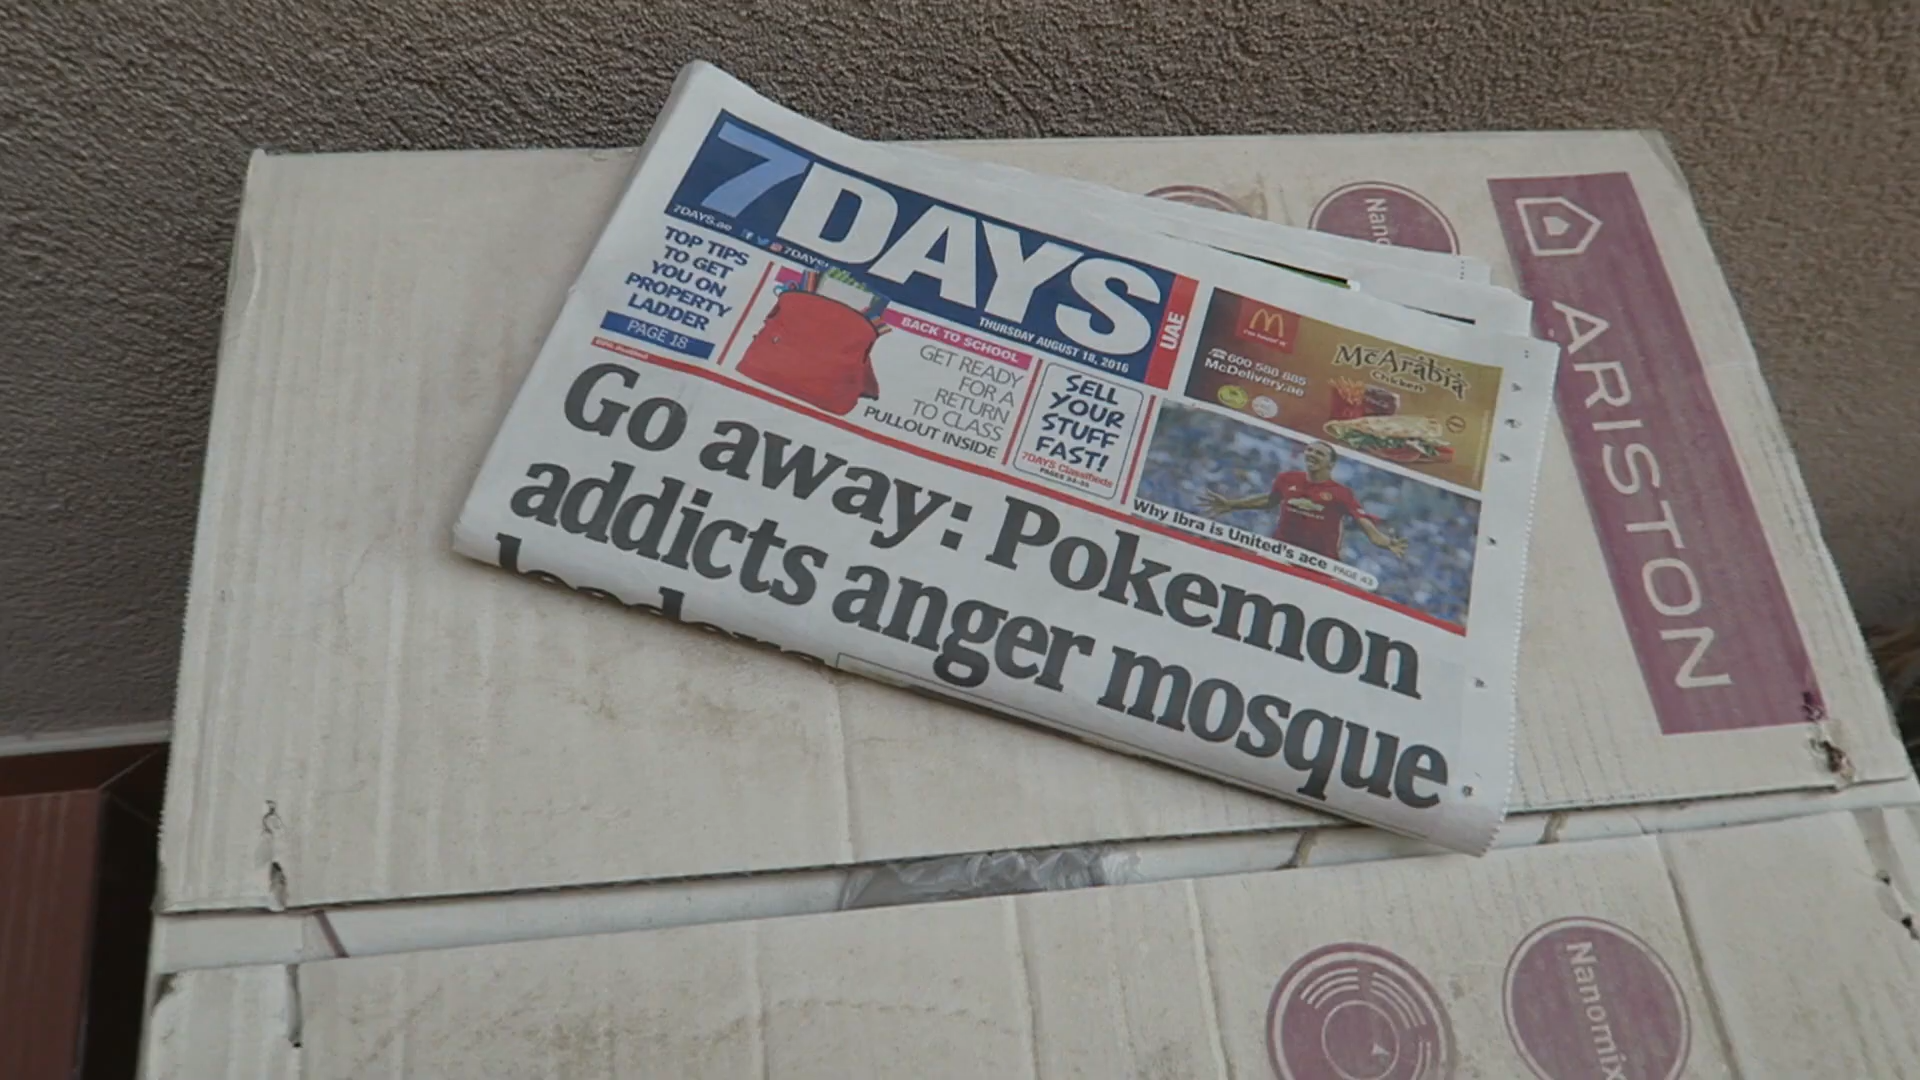 7DAYS
7DAYS.ae
7DAYS
THURSDAY AUGUST 18, 2016
UAE
TOP TIPS
TO GET
YOU ON
PROPERTY
LADDER
PAGE 18
BACK TO SCHOOL
GET READY
FOR A
RETURN
TO CLASS
PULLOUT INSIDE
SELL
YOUR
STUFF
FAST!
7DAYS Classifieds
600 588 885
McDelivery.ae
McArabia
Chicken
Why Ibra is United's ace PAGE 43
Go away: Pokemon
addicts anger mosque
ARISTON
Nanomix